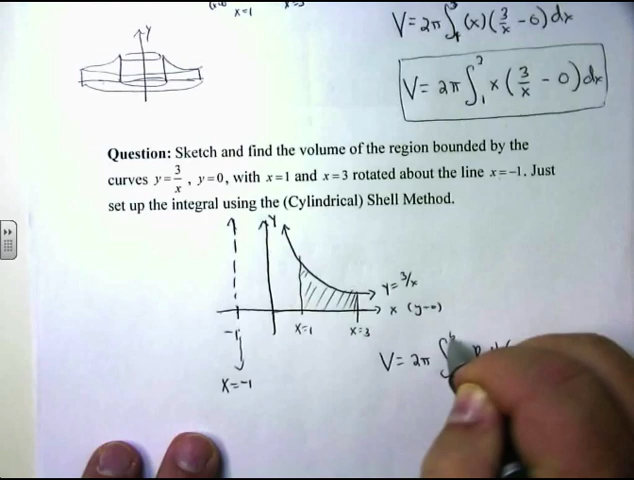 x=1
V= 2π∫(x)(3/x - 0)dx
Y
V= 2π∫₁³ x(3/x - 0)dx
Question: Sketch and find the volume of the region bounded by the
curves y=3/x, y=0, with x=1 and x=3 rotated about the line x=-1. Just
set up the integral using the (Cylindrical) Shell Method.
Y
Y=3/x
x (y=0)
-1 x=1 x=3
V= 2π∫
X=-1